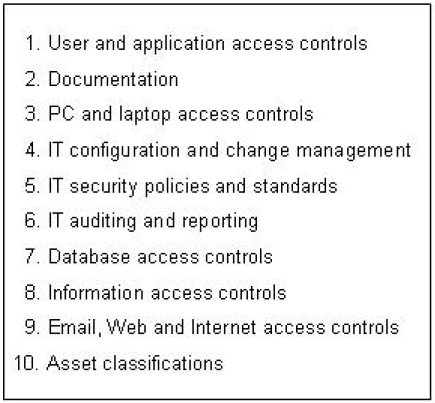 1. User and application access controls
2. Documentation
3. PC and laptop access controls
4. IT configuration and change management
5. IT security policies and standards
6. IT auditing and reporting
7. Database access controls
8. Information access controls
9. Email, Web and Internet access controls
10. Asset classifications